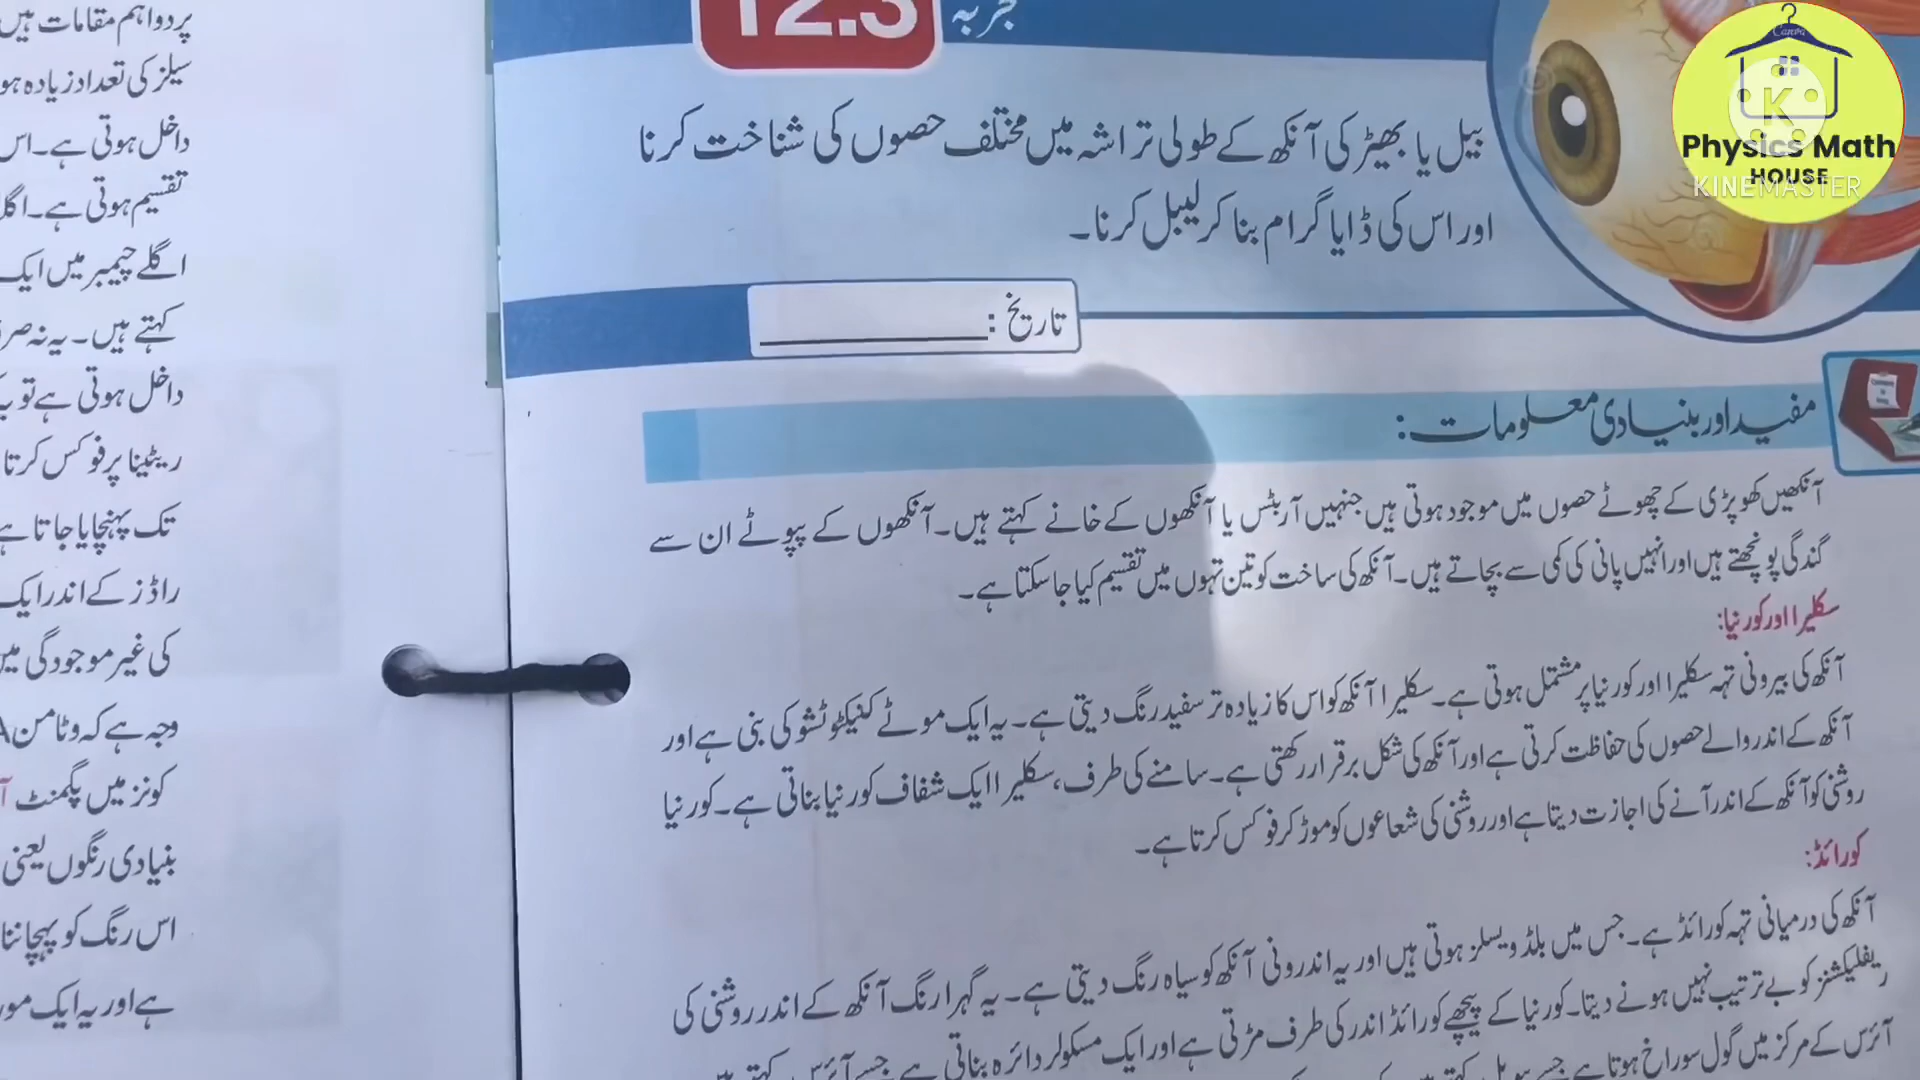 12.3
تجربہ
بیل یا بھیڑ کی آنکھ کے طولی تراشہ میں مختلف حصوں کی شناخت کرنا
اور اس کی ڈایا گرام بنا کر لیبل کرنا۔
تاریخ :
مفید اور بنیادی معلومات:
آنکھیں کھوپڑی کے چھوٹے حصوں میں موجود ہوتی ہیں جنہیں آربٹس یا آنکھوں کے خانے کہتے ہیں۔ آنکھوں کے پپوٹے ان سے
گندگی پونچھتے ہیں اور انہیں پانی کی کمی سے بچاتے ہیں۔ آنکھ کی ساخت کو تین تہوں میں تقسیم کیا جا سکتا ہے۔
سکلیرا اور کورنیا:
آنکھ کی بیرونی تہہ سکلیرا اور کورنیا پر مشتمل ہوتی ہے۔ سکلیرا آنکھ کو اس کا زیادہ تر سفید رنگ دیتی ہے۔ یہ ایک موٹے کنیکٹو ٹشو کی بنی ہے اور
آنکھ کے اندر والے حصوں کی حفاظت کرتی ہے اور آنکھ کی شکل برقرار رکھتی ہے۔ سامنے کی طرف، سکلیرا ایک شفاف کورنیا بناتی ہے۔ کورنیا
روشنی کو آنکھ کے اندر آنے کی اجازت دیتا ہے اور روشنی کی شعاعوں کو موڑ کر فوکس کرتا ہے۔
کورائڈ:
آنکھ کی درمیانی تہہ کورائڈ ہے۔ جس میں بلڈ ویسلز ہوتی ہیں اور یہ اندرونی آنکھ کو سیاہ رنگ دیتی ہے۔ یہ گہرا رنگ آنکھ کے اندر روشنی کی
ریفلیکشنز کو بے ترتیب نہیں ہونے دیتا۔ کورنیا کے پیچھے کورائڈ اندر کی طرف مڑتی ہے اور ایک مسکولر دائرہ بناتی ہے جسے آئرس کہتے ہیں
آئرس کے مرکز میں گول سوراخ ہوتا ہے جسے
پر دو اہم مقامات ہیں
سیلز کی تعداد زیادہ ہو
داخل ہوتی ہے۔ اس
تقسیم ہوتی ہے۔ اگلا
اگلے چیمبر میں ایک
کہتے ہیں۔ یہ نہ صر
داخل ہوتی ہے تو یہ
ریٹینا پر فوکس کرتا
تک پہنچایا جاتا ہے
راڈز کے اندر ایک
کی غیر موجودگی میں
وجہ ہے کہ وٹامن A
کونز میں پگمنٹ آ
بنیادی رنگوں یعنی
اس رنگ کو پہچاننا
ہے اور یہ ایک مور
Canva
K
Physics Math
HOUSE
KINEMASTER